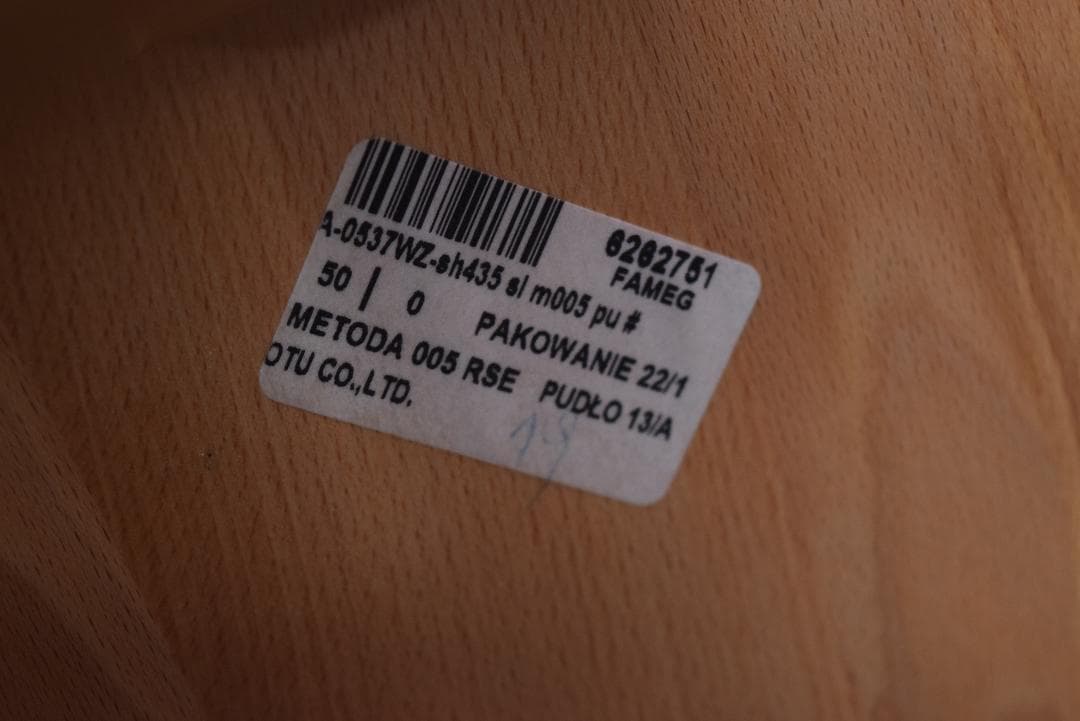 6262751
FAMEG
A-0537WZ-sh435 sl m005 pu #
50 | 0 PAKOWANIE 22/1
METODA 005 RSE PUDŁO 13/A
OTU CO.,LTD.